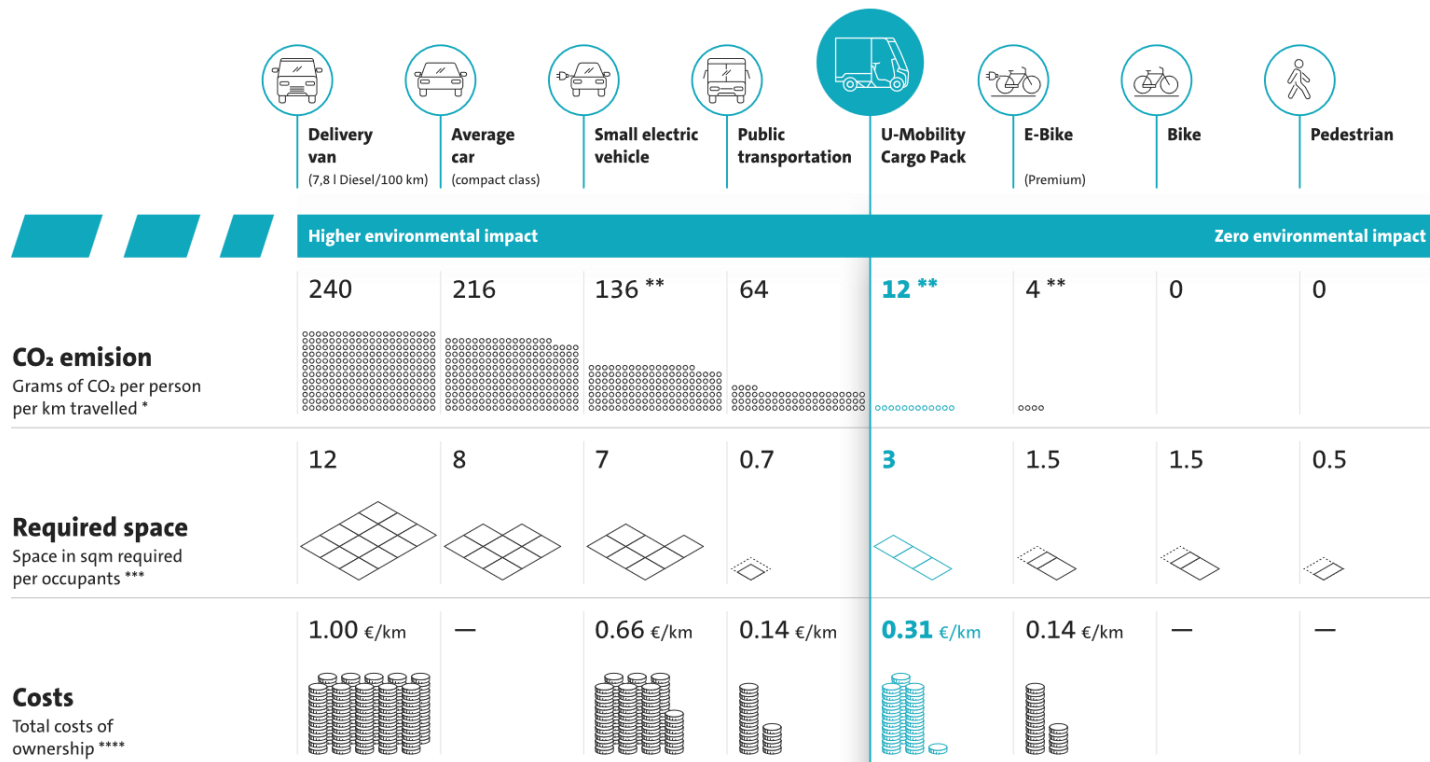 Delivery van
(7,8 l Diesel/100 km)
Average car
(compact class)
Small electric vehicle
Public transportation
U-Mobility Cargo Pack
E-Bike
(Premium)
Bike
Pedestrian
Higher environmental impact
Zero environmental impact
CO₂ emision
Grams of CO₂ per person
per km travelled *
240
216
136 **
64
12 **
4 **
0
0
Required space
Space in sqm required
per occupants ***
12
8
7
0.7
3
1.5
1.5
0.5
Costs
Total costs of
ownership ****
1.00 €/km
—
0.66 €/km
0.14 €/km
0.31 €/km
0.14 €/km
—
—